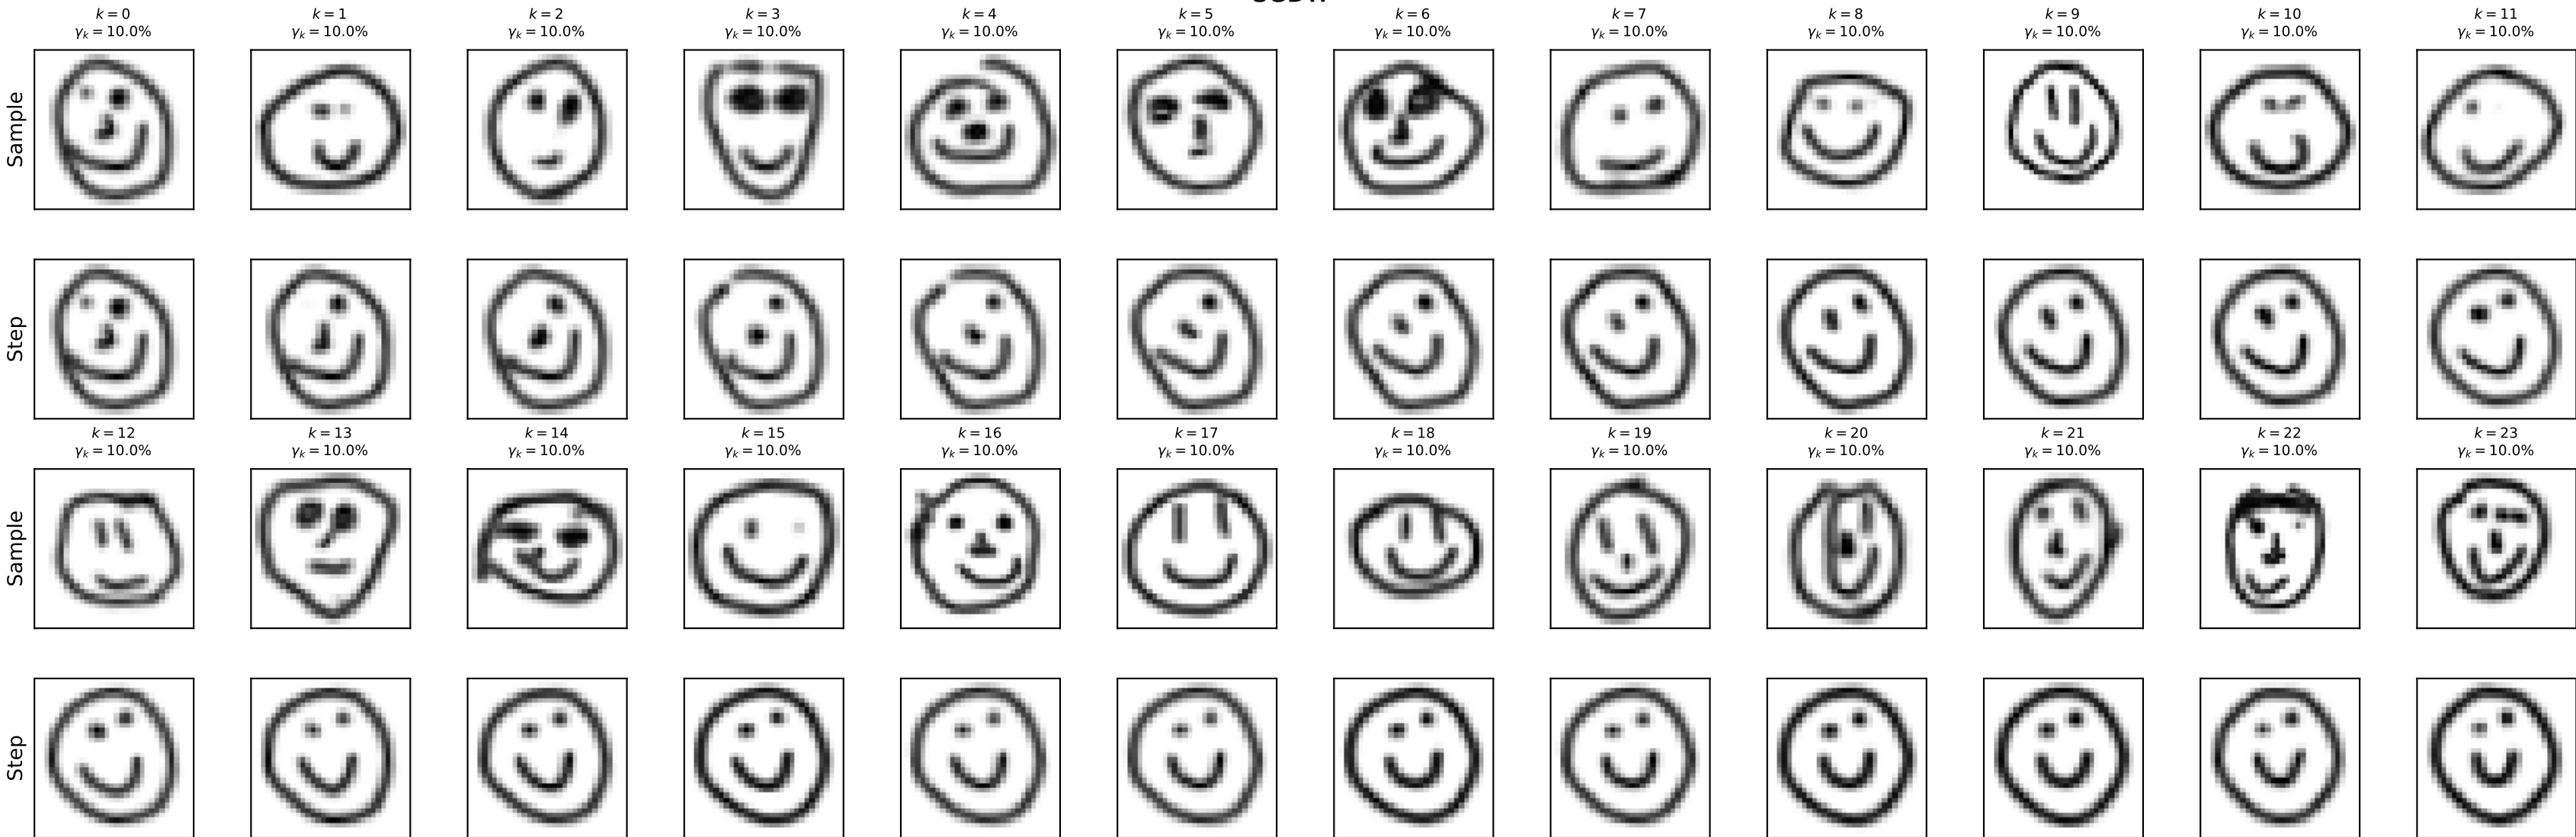 k = 0 k = 1 k = 2 k = 3 k = 4 k = 5 k = 6 k = 7 k = 8 k = 9 k = 10 k = 11
γk = 10.0% γk = 10.0% γk = 10.0% γk = 10.0% γk = 10.0% γk = 10.0% γk = 10.0% γk = 10.0% γk = 10.0% γk = 10.0% γk = 10.0% γk = 10.0%
Sample
Step
k = 12 k = 13 k = 14 k = 15 k = 16 k = 17 k = 18 k = 19 k = 20 k = 21 k = 22 k = 23
γk = 10.0% γk = 10.0% γk = 10.0% γk = 10.0% γk = 10.0% γk = 10.0% γk = 10.0% γk = 10.0% γk = 10.0% γk = 10.0% γk = 10.0% γk = 10.0%
Sample
Step